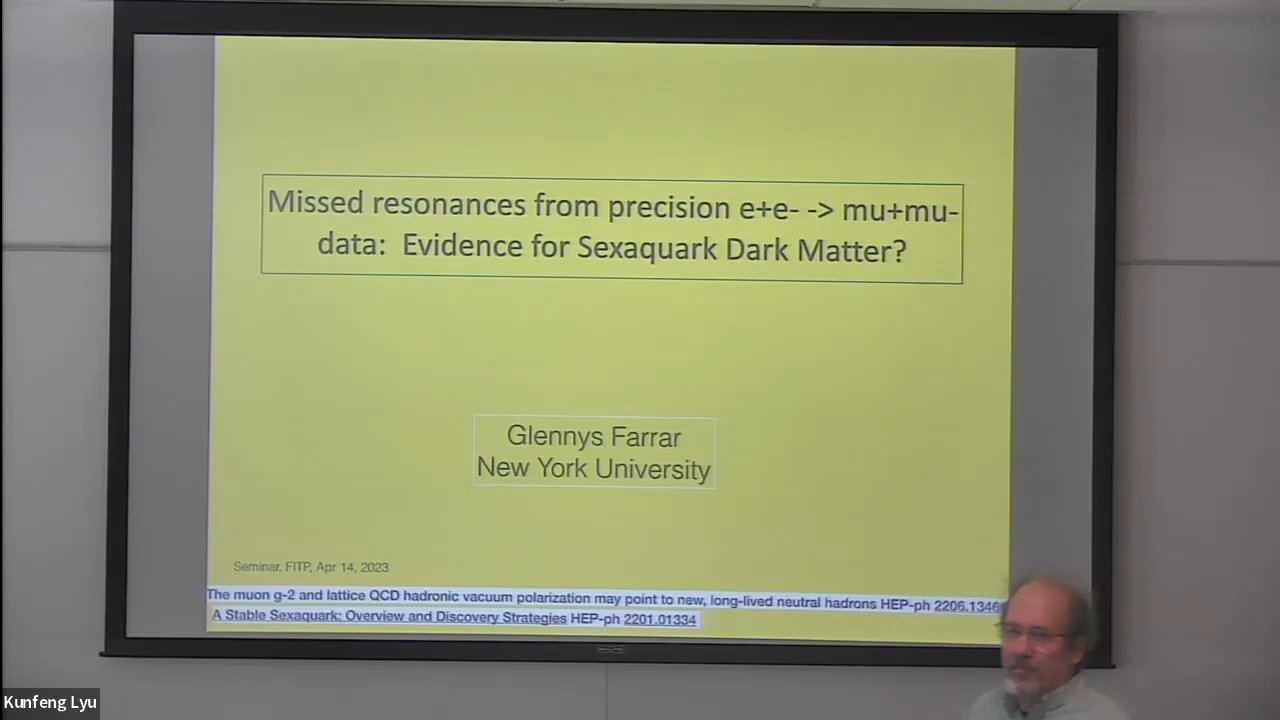 Missed resonances from precision e+e- -> mu+mu-
data: Evidence for Sexaquark Dark Matter?
Glennys Farrar
New York University
Seminar, FITP, Apr 14, 2023
The muon g-2 and lattice QCD hadronic vacuum polarization may point to new, long-lived neutral hadrons HEP-ph
A Stable Sexaquark: Overview and Discovery Strategies HEP-ph 2201.01334
Kunfeng Lyu